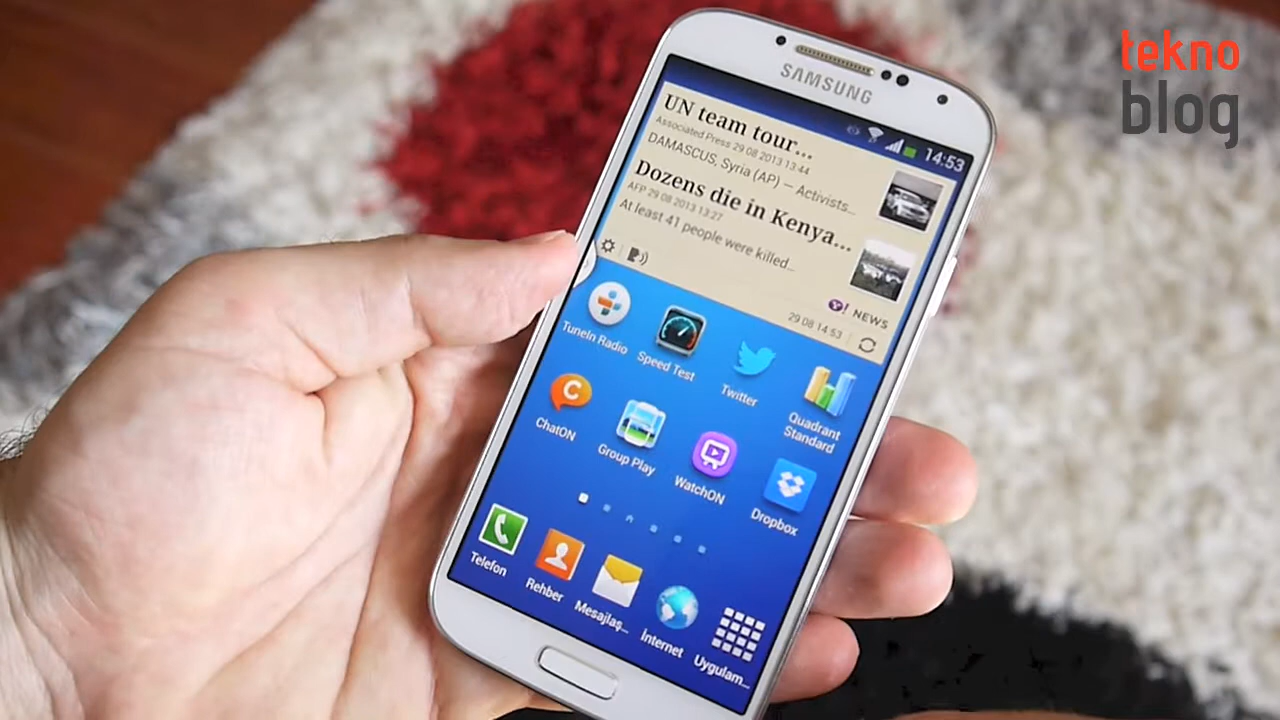 tekno
blog
SAMSUNG
14:53
UN team tour...
Associated Press 29 08 2013 13:44
DAMASCUS, Syria (AP) — Activists...
Dozens die in Kenya...
AFP 29 08 2013 13:27
At least 41 people were killed...
Y! NEWS
29 08 14:53
TuneIn Radio
Speed Test
Twitter
Quadrant
Standard
ChatON
Group Play
WatchON
Dropbox
Telefon
Rehber
Mesajlaş...
İnternet
Uygulam...